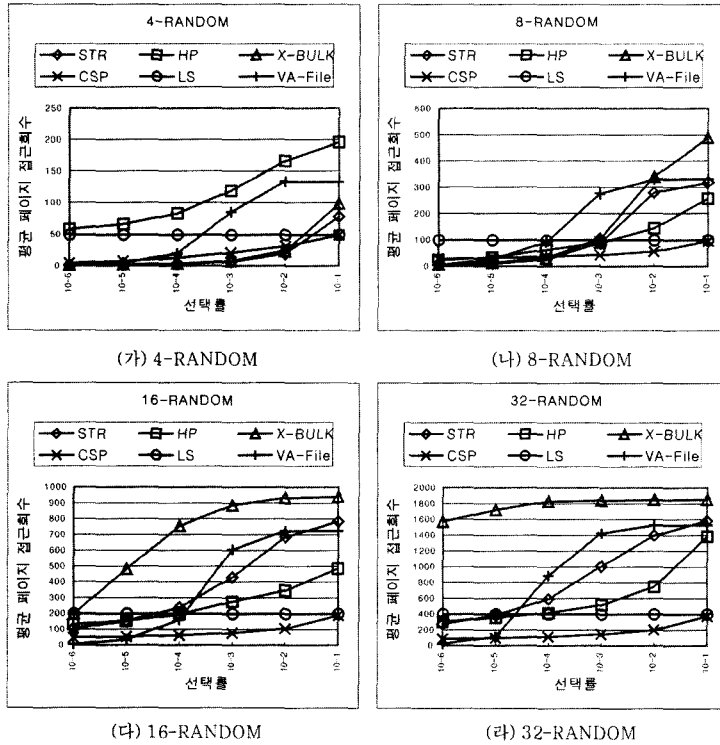 4-RANDOM
STR HP X-BULK
CSP LS VA-File
평균 페이지 접근회수
250
200
150
100
50
0
10-6 10-5 10-4 10-3 10-2 10-1
선택률
(가) 4-RANDOM
8-RANDOM
STR HP X-BULK
CSP LS VA-File
평균 페이지 접근회수
600
500
400
300
200
100
0
10-6 10-5 10-4 10-3 10-2 10-1
선택률
(나) 8-RANDOM
16-RANDOM
STR HP X-BULK
CSP LS VA-File
평균 페이지 접근회수
1000
900
800
700
600
500
400
300
200
100
0
10-6 10-5 10-4 10-3 10-2 10-1
선택률
(다) 16-RANDOM
32-RANDOM
STR HP X-BULK
CSP LS VA-File
평균 페이지 접근회수
2000
1800
1600
1400
1200
1000
800
600
400
200
0
10-6 10-5 10-4 10-3 10-2 10-1
선택률
(라) 32-RANDOM